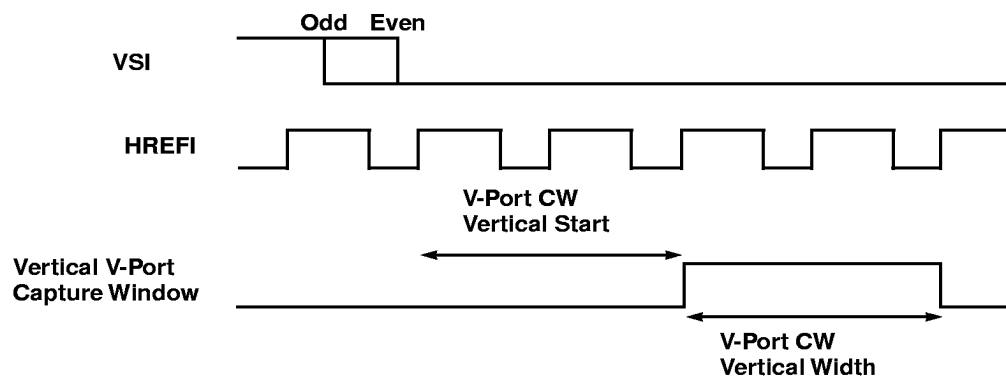 Odd Even
VSI
HREFI
V-Port CW
Vertical Start
Vertical V-Port
Capture Window
V-Port CW
Vertical Width